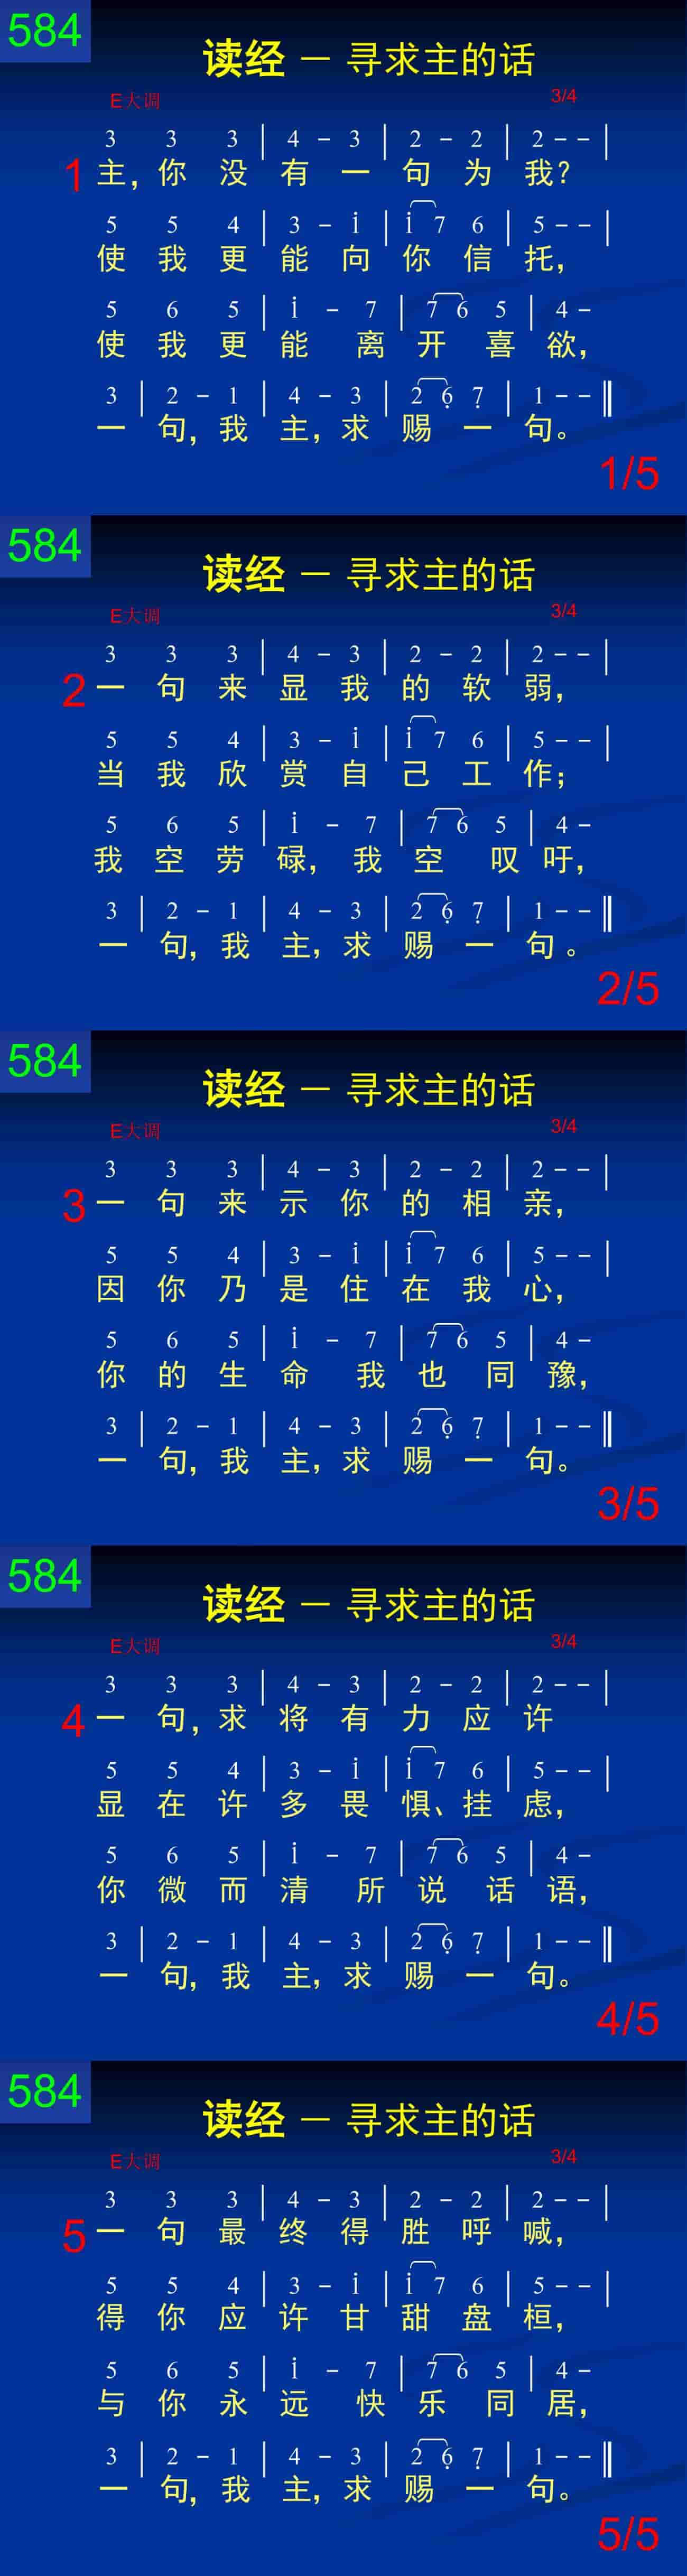 584
读经 — 寻求主的话
E大调 3/4
3 3 3 | 4 - 3 | 2 - 2 | 2 - - |
1 主，你 没 有 一 句 为 我？
5 5 4 | 3 - i | i 7 6 | 5 - - |
使 我 更 能 向 你 信 托，
5 6 5 | i - 7 | 7 6 5 | 4 -
使 我 更 能 离 开 喜 欲，
3 | 2 - 1 | 4 - 3 | 2 6̣ 7̣ | 1 - - ‖
一 句，我 主，求 赐 一 句。
1/5
584
读经 — 寻求主的话
E大调 3/4
3 3 3 | 4 - 3 | 2 - 2 | 2 - - |
2 一 句 来 显 我 的 软 弱，
5 5 4 | 3 - i | i 7 6 | 5 - - |
当 我 欣 赏 自 己 工 作；
5 6 5 | i - 7 | 7 6 5 | 4 -
我 空 劳 碌，我 空 叹 吁，
3 | 2 - 1 | 4 - 3 | 2 6̣ 7̣ | 1 - - ‖
一 句，我 主，求 赐 一 句。
2/5
584
读经 — 寻求主的话
E大调 3/4
3 3 3 | 4 - 3 | 2 - 2 | 2 - - |
3 一 句 来 示 你 的 相 亲，
5 5 4 | 3 - i | i 7 6 | 5 - - |
因 你 乃 是 住 在 我 心，
5 6 5 | i - 7 | 7 6 5 | 4 -
你 的 生 命 我 也 同 豫，
3 | 2 - 1 | 4 - 3 | 2 6̣ 7̣ | 1 - - ‖
一 句，我 主，求 赐 一 句。
3/5
584
读经 — 寻求主的话
E大调 3/4
3 3 3 | 4 - 3 | 2 - 2 | 2 - - |
4 一 句，求 将 有 力 应 许
5 5 4 | 3 - i | i 7 6 | 5 - - |
显 在 许 多 畏 惧、挂 虑，
5 6 5 | i - 7 | 7 6 5 | 4 -
你 微 而 清 所 说 话 语，
3 | 2 - 1 | 4 - 3 | 2 6̣ 7̣ | 1 - - ‖
一 句，我 主，求 赐 一 句。
4/5
584
读经 — 寻求主的话
E大调 3/4
3 3 3 | 4 - 3 | 2 - 2 | 2 - - |
5 一 句 最 终 得 胜 呼 喊，
5 5 4 | 3 - i | i 7 6 | 5 - - |
得 你 应 许 甘 甜 盘 桓，
5 6 5 | i - 7 | 7 6 5 | 4 -
与 你 永 远 快 乐 同 居，
3 | 2 - 1 | 4 - 3 | 2 6̣ 7̣ | 1 - - ‖
一 句，我 主，求 赐 一 句。
5/5